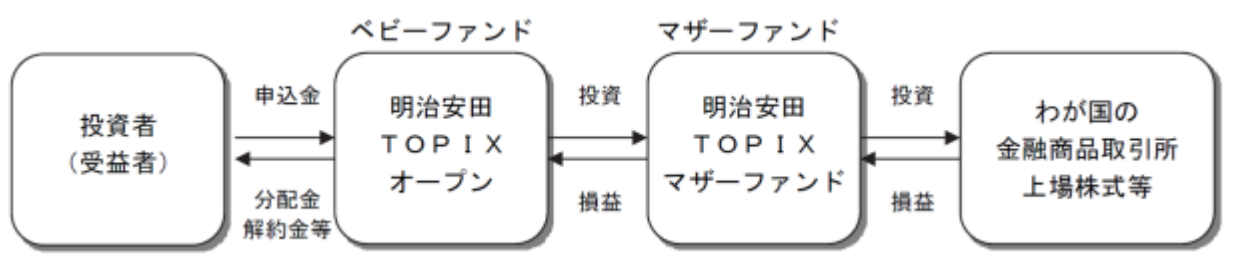 ベビーファンド
マザーファンド
投資者
（受益者）
申込金
分配金
解約金等
明治安田
ＴＯＰＩＸ
オープン
投資
損益
明治安田
ＴＯＰＩＸ
マザーファンド
投資
損益
わが国の
金融商品取引所
上場株式等